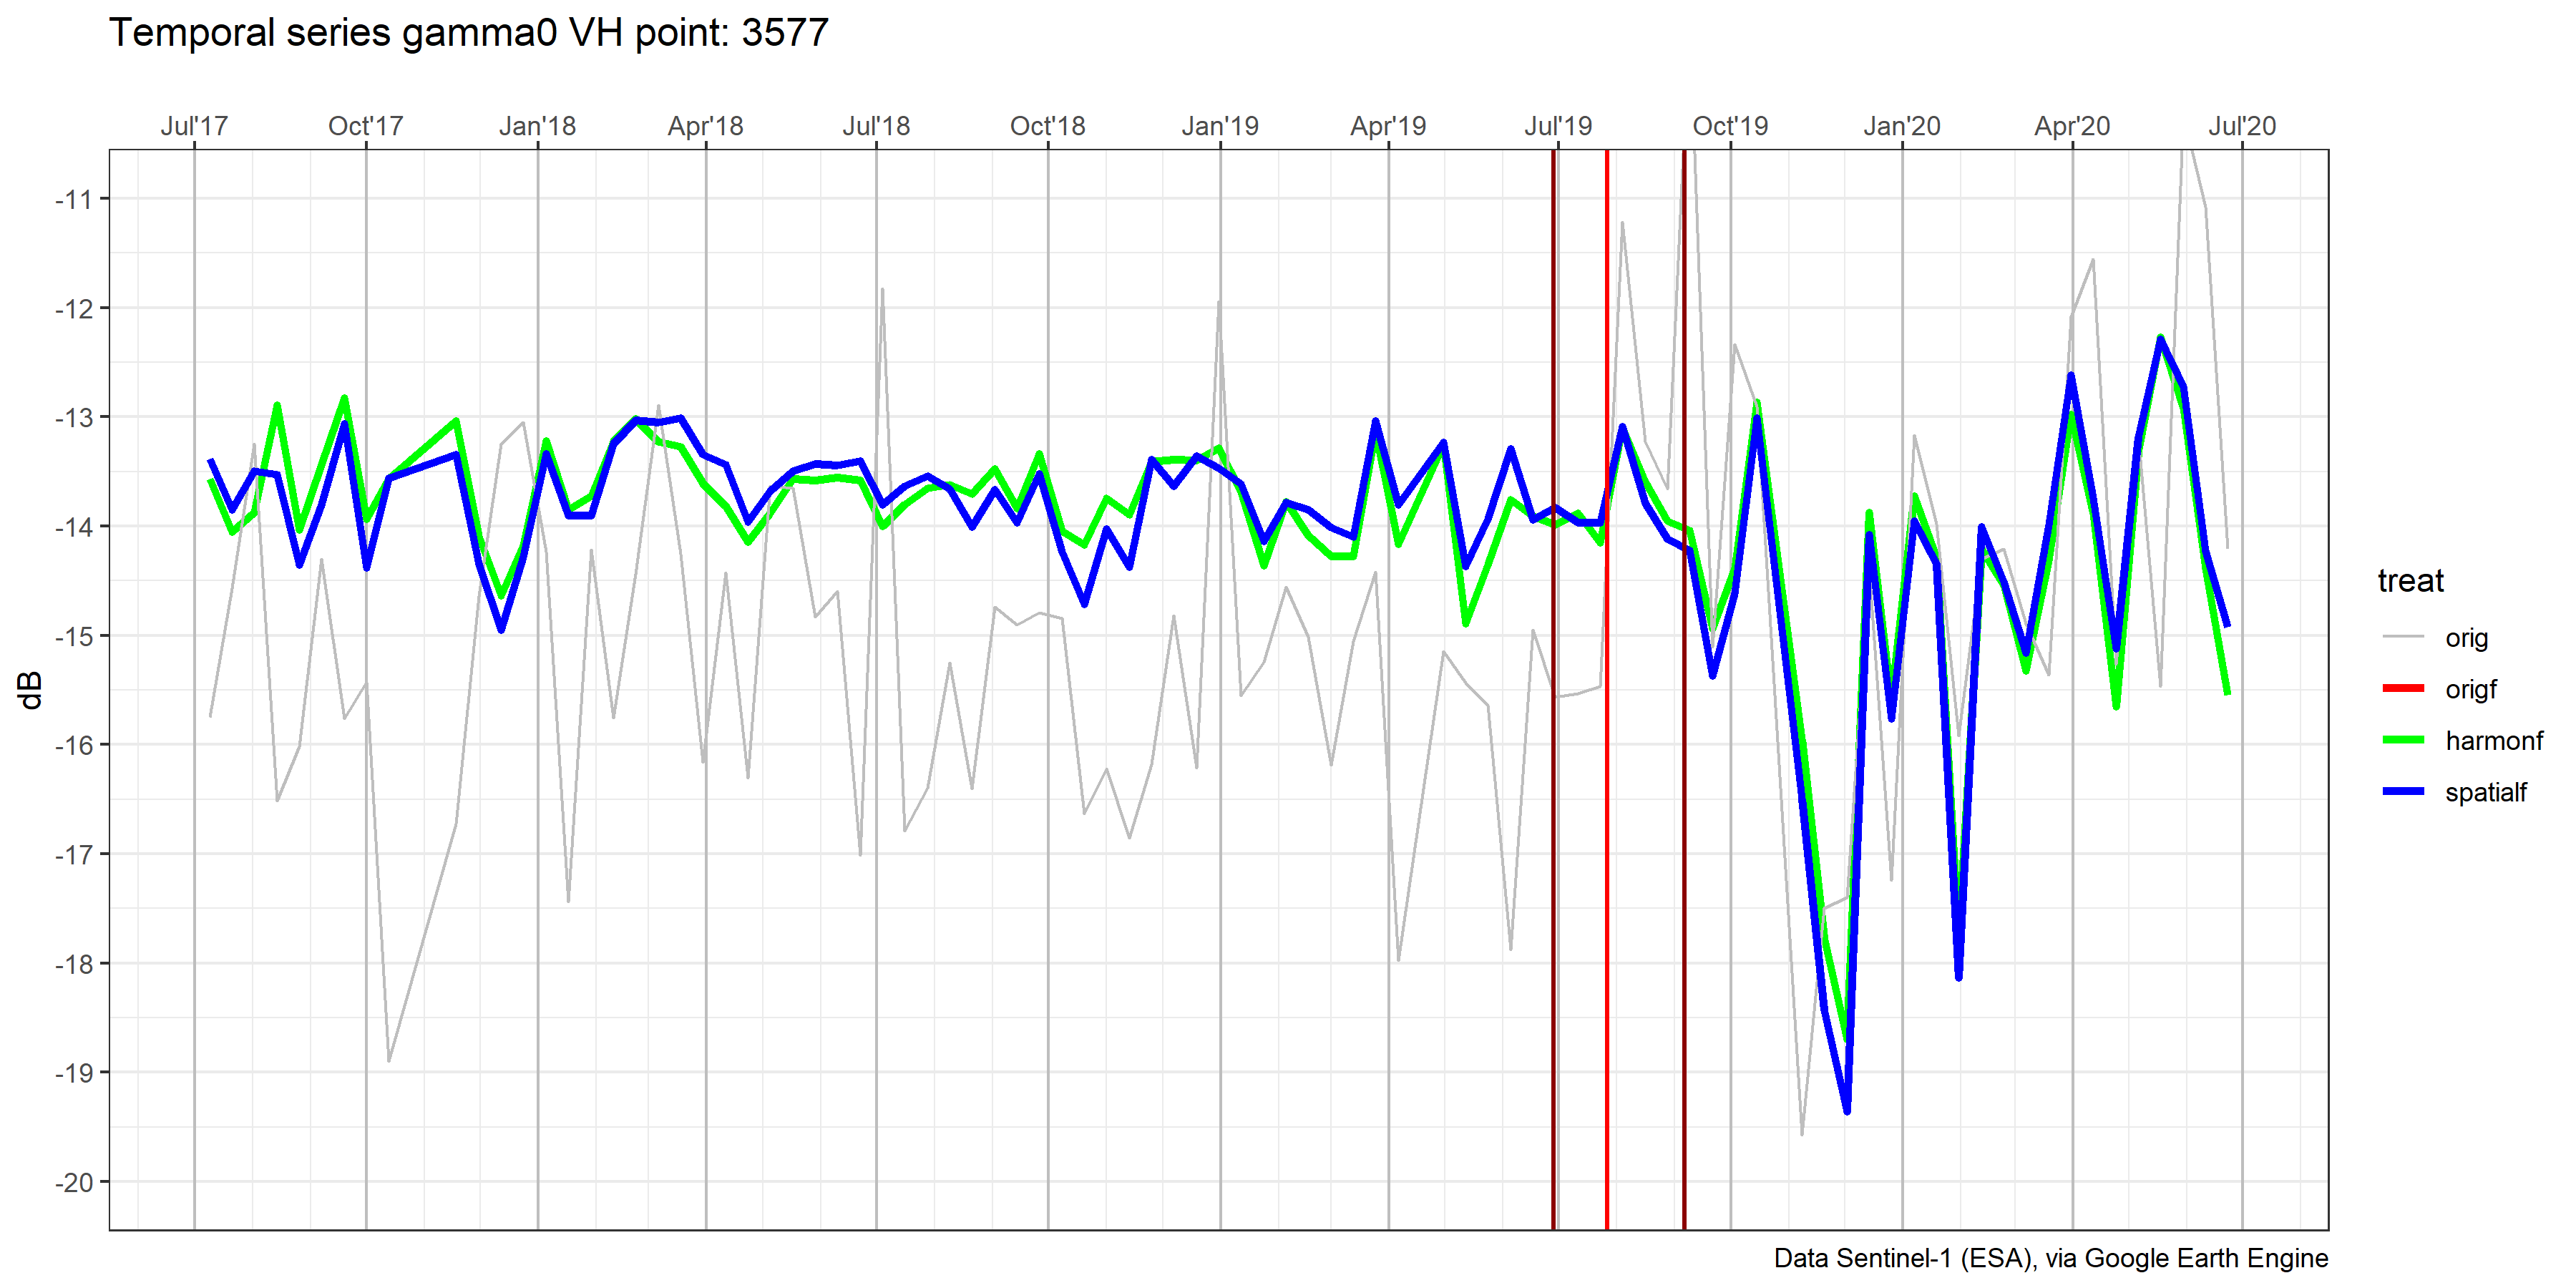 Temporal series gamma0 VH point: 3577
Jul'17 Oct'17 Jan'18 Apr'18 Jul'18 Oct'18 Jan'19 Apr'19 Jul'19 Oct'19 Jan'20 Apr'20 Jul'20
-11
-12
-13
-14
-15
-16
-17
-18
-19
-20
dB
treat
orig
origf
harmonf
spatialf
Data Sentinel-1 (ESA), via Google Earth Engine